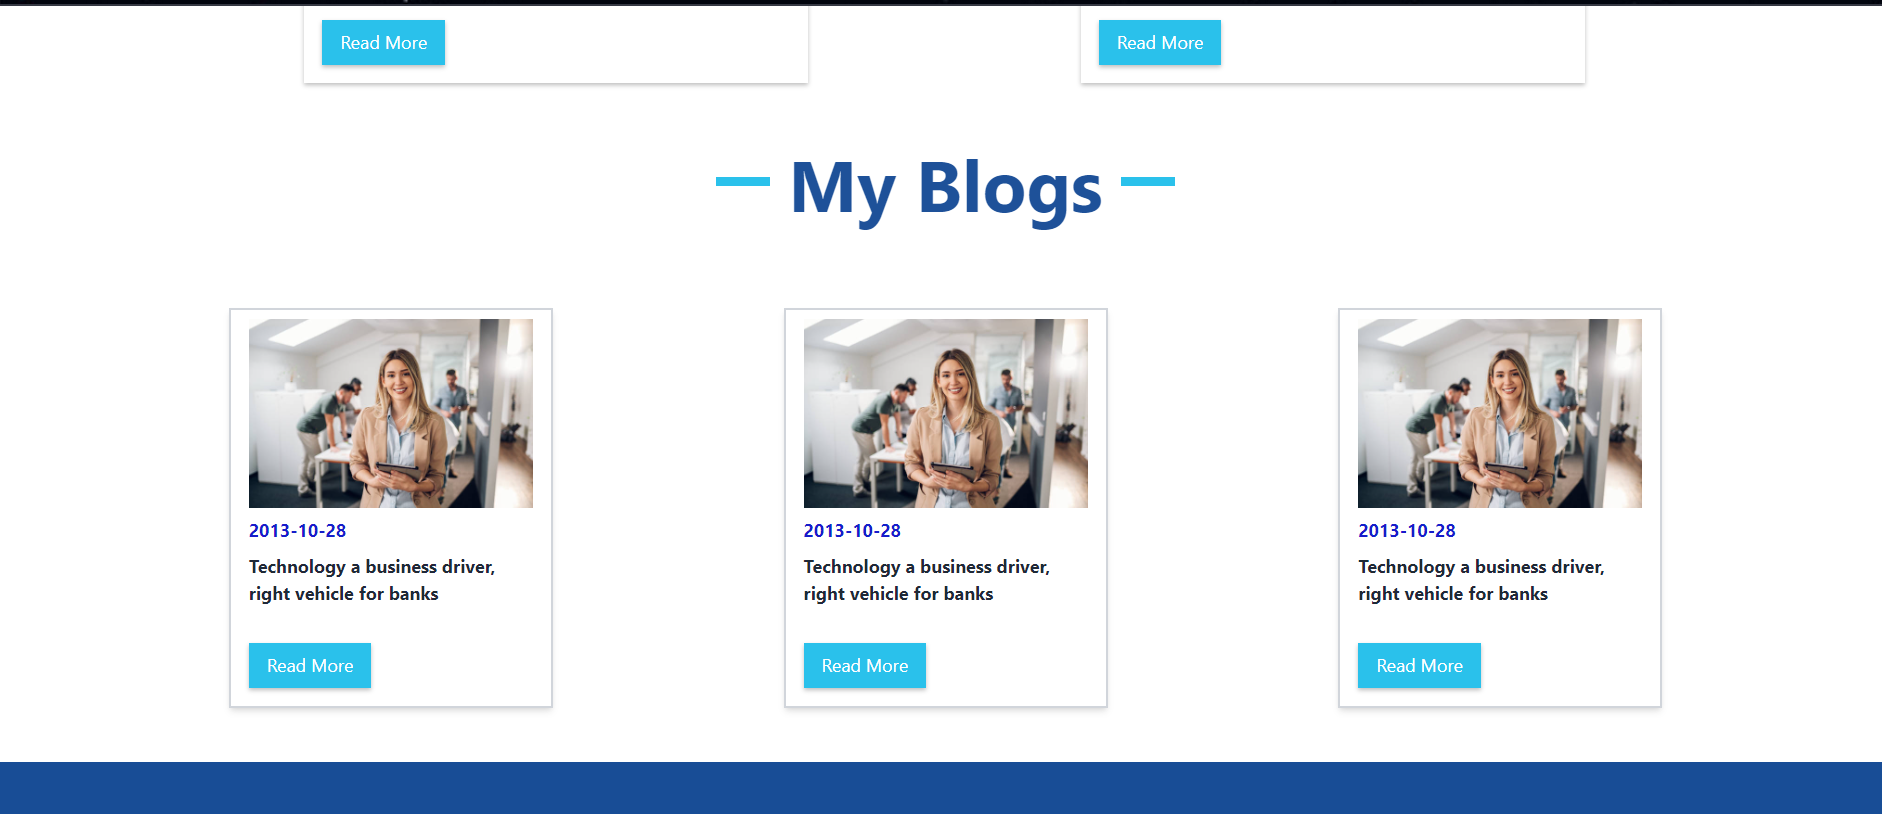 Read More
Read More
My Blogs
2013-10-28
Technology a business driver,
right vehicle for banks
Read More
2013-10-28
Technology a business driver,
right vehicle for banks
Read More
2013-10-28
Technology a business driver,
right vehicle for banks
Read More